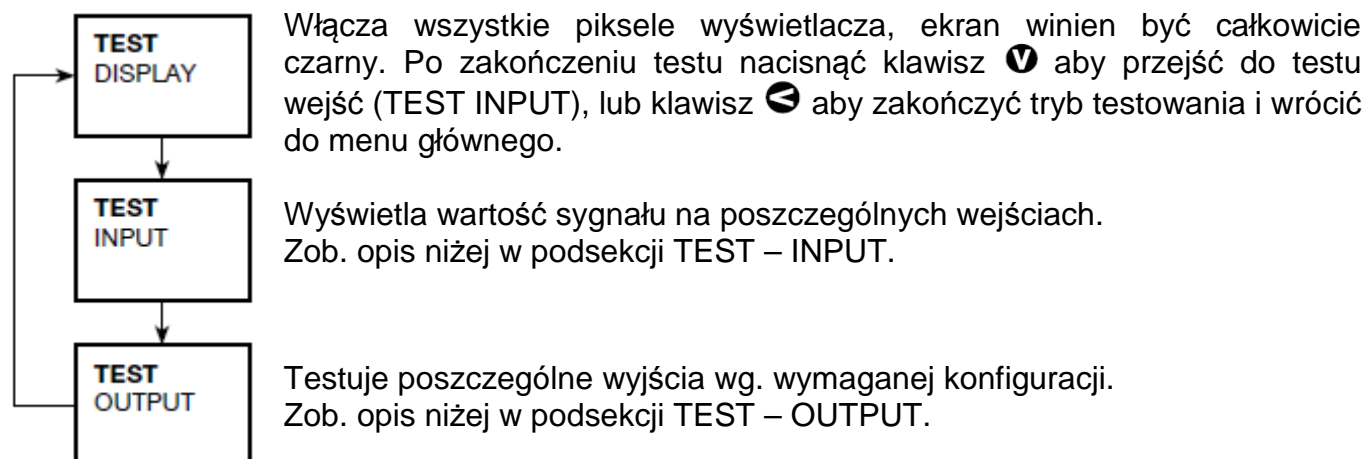 TEST
DISPLAY
Włącza wszystkie piksele wyświetlacza, ekran winien być całkowicie
czarny. Po zakończeniu testu nacisnąć klawisz V aby przejść do testu
wejść (TEST INPUT), lub klawisz < aby zakończyć tryb testowania i wrócić
do menu głównego.
TEST
INPUT
Wyświetla wartość sygnału na poszczególnych wejściach.
Zob. opis niżej w podsekcji TEST – INPUT.
TEST
OUTPUT
Testuje poszczególne wyjścia wg. wymaganej konfiguracji.
Zob. opis niżej w podsekcji TEST – OUTPUT.